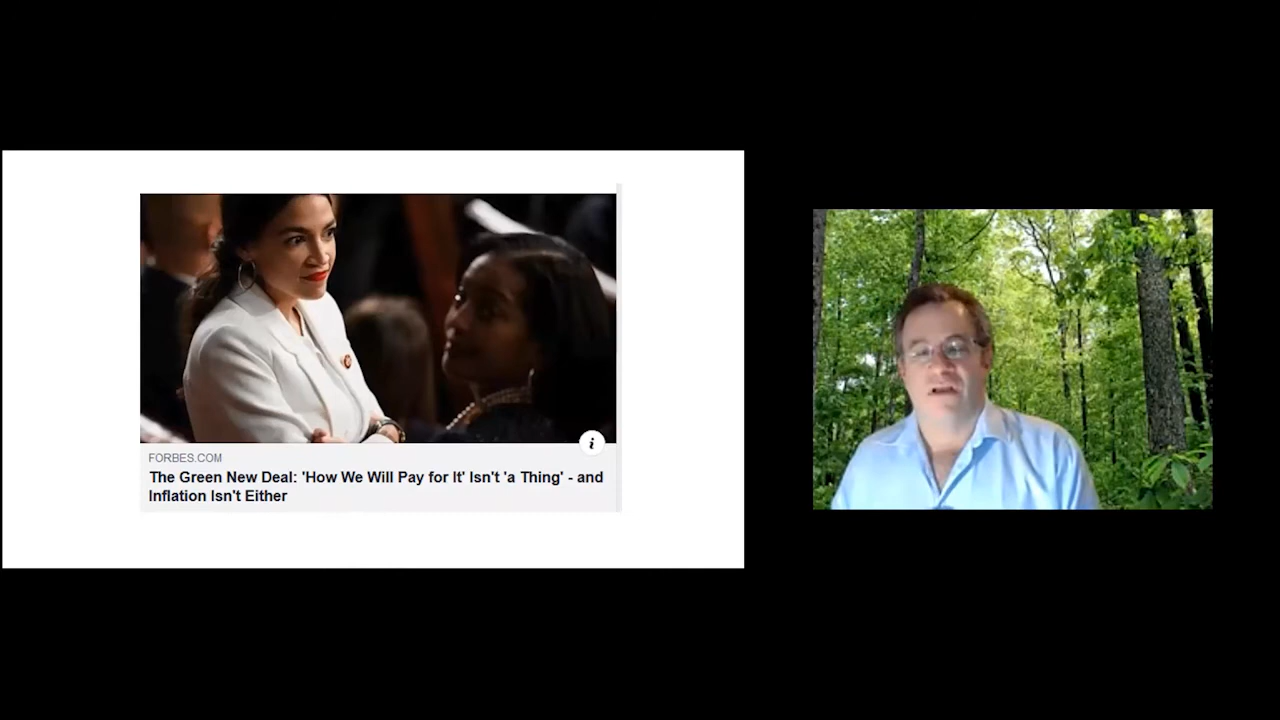 i
FORBES.COM
The Green New Deal: 'How We Will Pay for It' Isn't 'a Thing' - and
Inflation Isn't Either